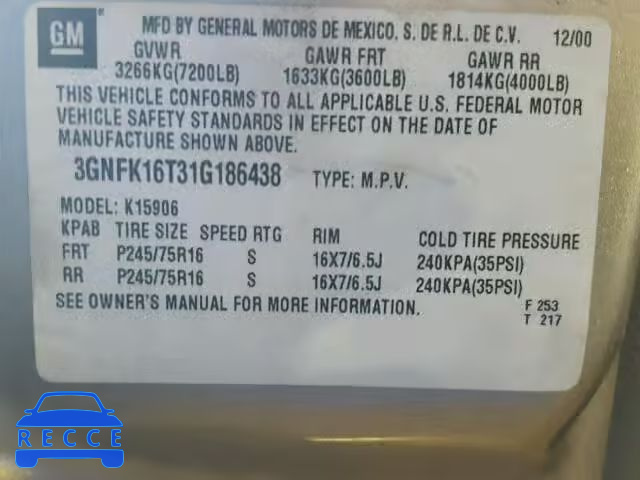 GM
MFD BY GENERAL MOTORS DE MEXICO, S. DE R.L. DE C.V. 12/00
GVWR GAWR FRT GAWR RR
3266KG(7200LB) 1633KG(3600LB) 1814KG(4000LB)
THIS VEHICLE CONFORMS TO ALL APPLICABLE U.S. FEDERAL MOTOR
VEHICLE SAFETY STANDARDS IN EFFECT ON THE DATE OF
MANUFACTURE SHOWN ABOVE.
3GNFK16T31G186438 TYPE: M.P.V.
MODEL: K15906
KPAB TIRE SIZE SPEED RTG RIM COLD TIRE PRESSURE
FRT P245/75R16 S 16X7/6.5J 240KPA(35PSI)
RR P245/75R16 S 16X7/6.5J 240KPA(35PSI)
SEE OWNER'S MANUAL FOR MORE INFORMATION.
F 253
T 217
RECCE